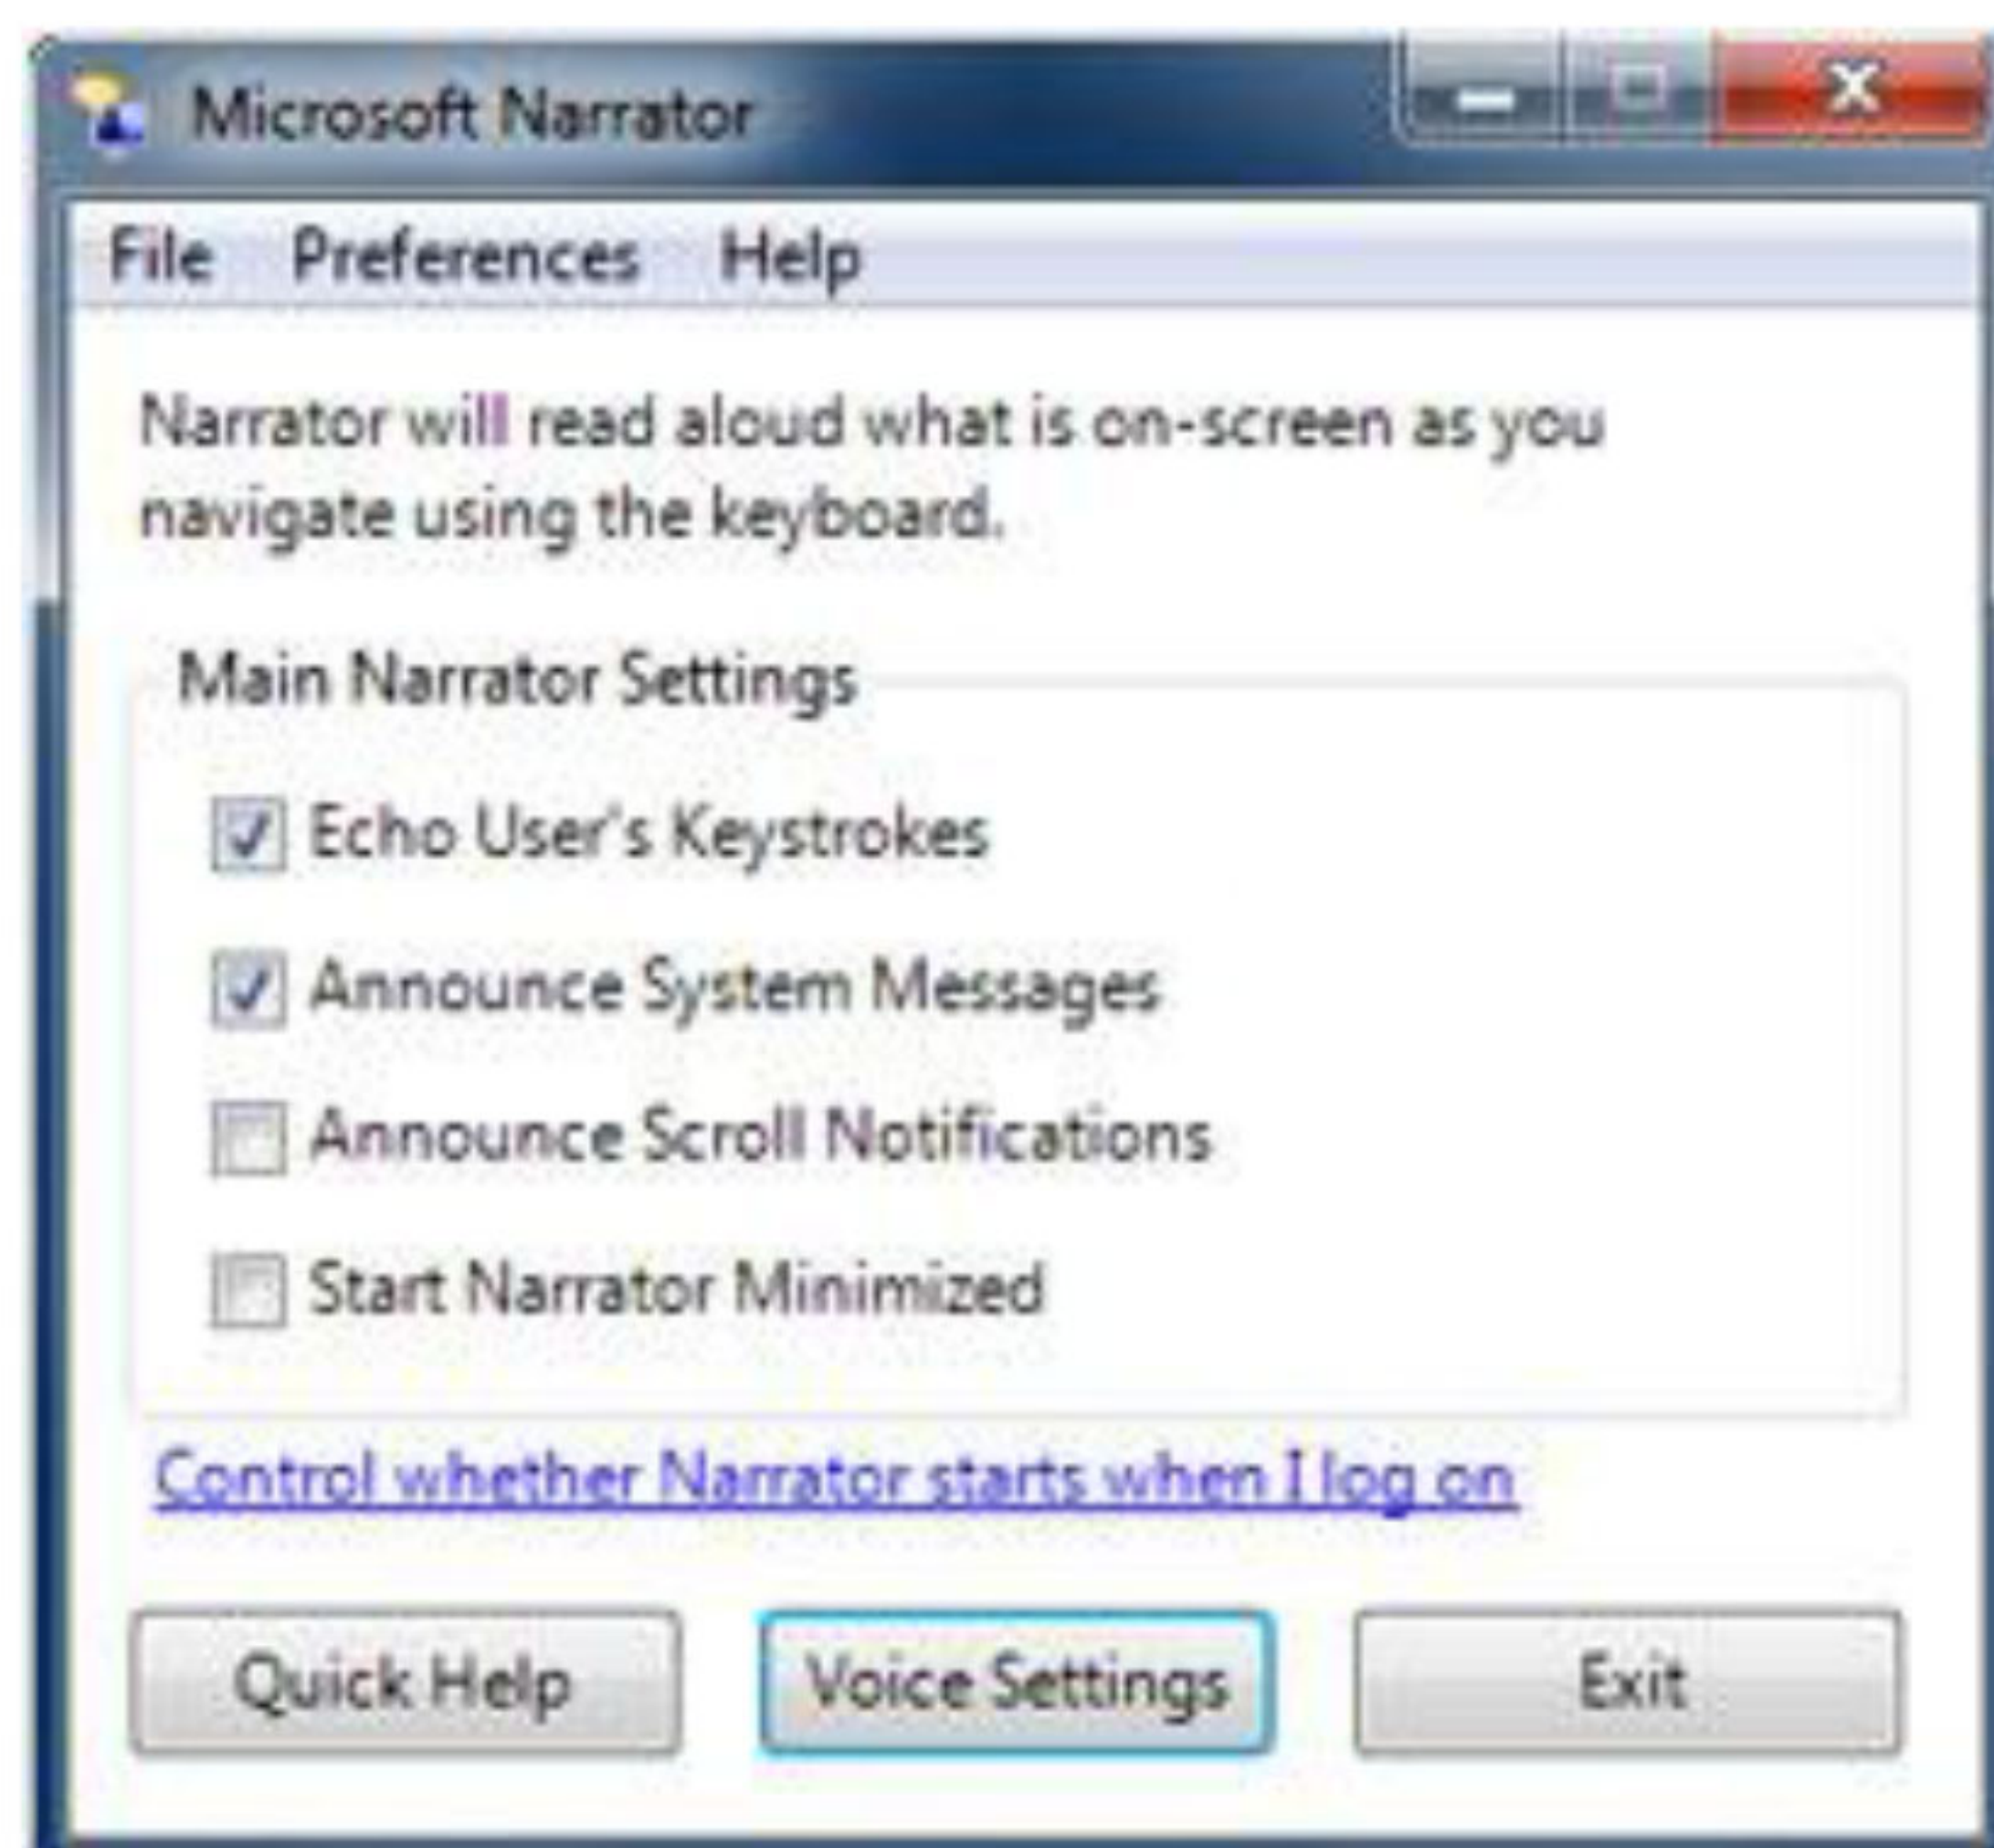 Microsoft Narrator
File Preferences Help
Narrator will read aloud what is on-screen as you
navigate using the keyboard.
Main Narrator Settings
Echo User's Keystrokes
Announce System Messages
Announce Scroll Notifications
Start Narrator Minimized
Control whether Narrator starts when I log on
Quick Help Voice Settings Exit